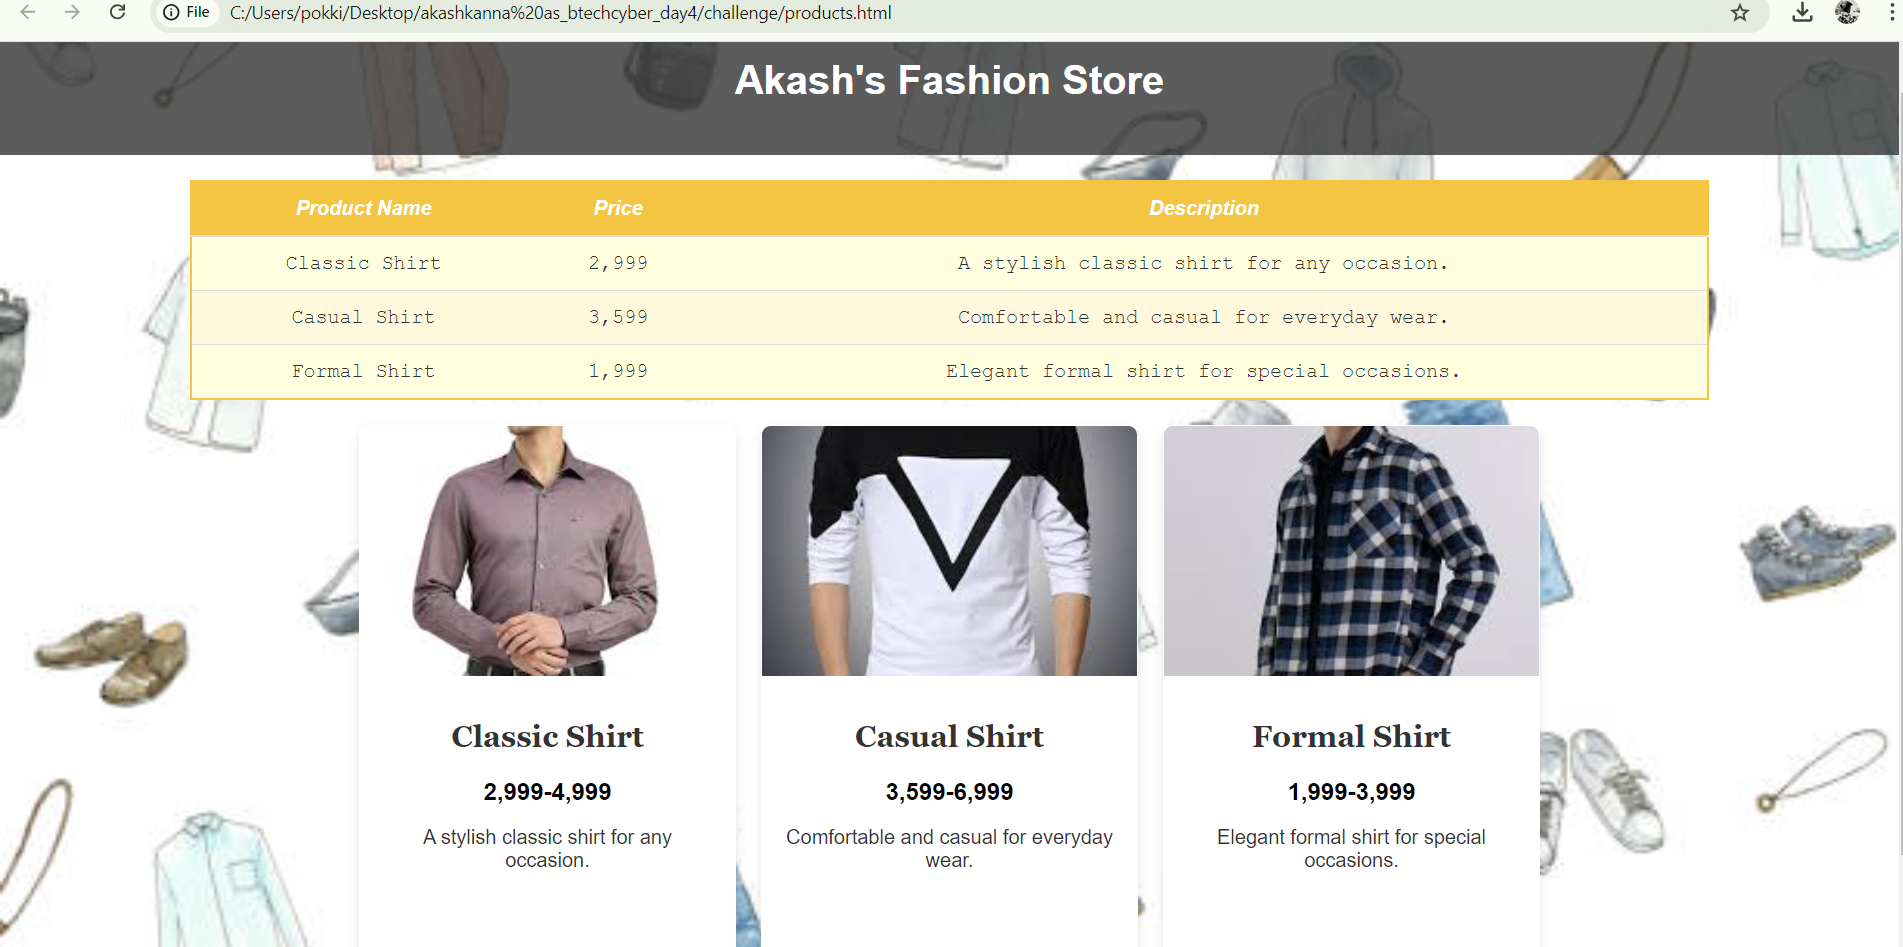 File C:/Users/pokki/Desktop/akashkanna%20as_btechcyber_day4/challenge/products.html
Akash's Fashion Store
Product Name Price Description
Classic Shirt 2,999 A stylish classic shirt for any occasion.
Casual Shirt 3,599 Comfortable and casual for everyday wear.
Formal Shirt 1,999 Elegant formal shirt for special occasions.
Classic Shirt
2,999-4,999
A stylish classic shirt for any
occasion.
Casual Shirt
3,599-6,999
Comfortable and casual for everyday
wear.
Formal Shirt
1,999-3,999
Elegant formal shirt for special
occasions.